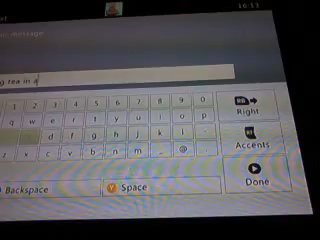 16:13
message
g tea in a
1 2 3 4 5 6 7 8 9 0
q w e r t y u i o p
d f g h j k l
z v b n m _ @ .
RB Right
Accents
Done
Backspace
Y Space